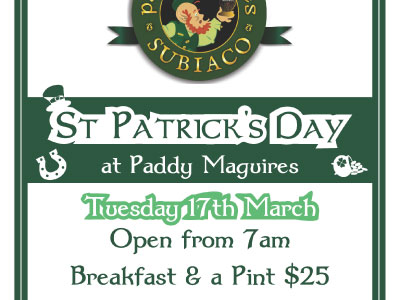 SUBIACO
St Patrick's Day
at Paddy Maguires
Tuesday 17th March
Open from 7am
Breakfast & a Pint $25